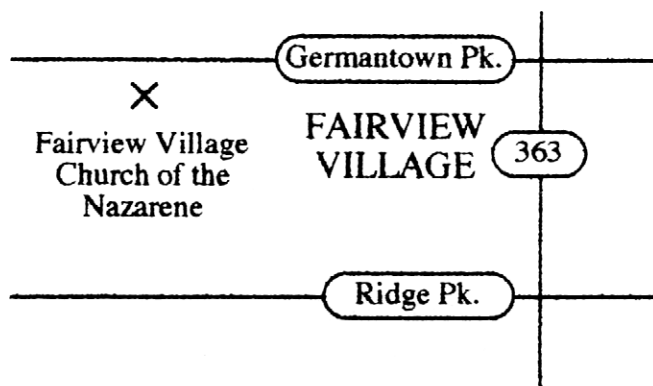 Germantown Pk.
FAIRVIEW
VILLAGE
363
Fairview Village
Church of the
Nazarene
Ridge Pk.